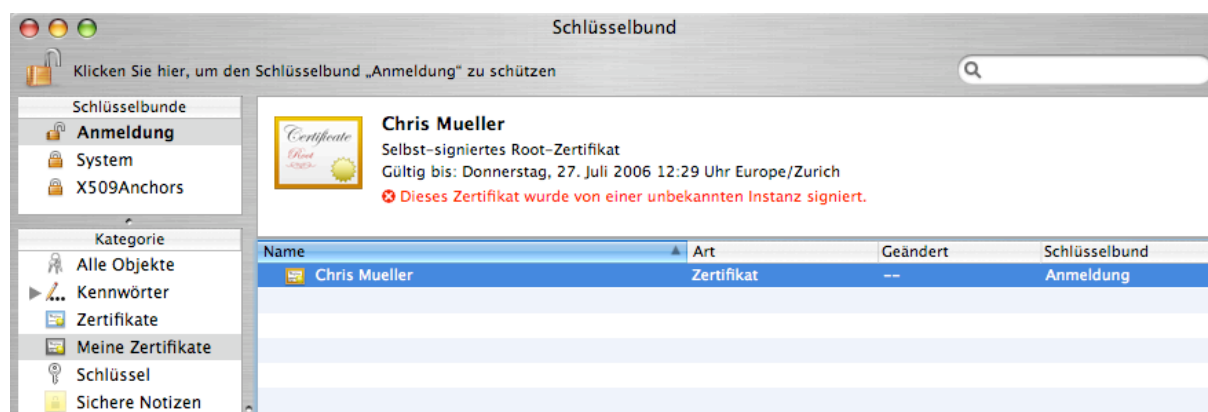 Schlüsselbund
Klicken Sie hier, um den Schlüsselbund „Anmeldung“ zu schützen
Schlüsselbunde
Anmeldung
System
X509Anchors
Certificate
Root
Chris Mueller
Selbst-signiertes Root-Zertifikat
Gültig bis: Donnerstag, 27. Juli 2006 12:29 Uhr Europe/Zurich
Dieses Zertifikat wurde von einer unbekannten Instanz signiert.
Kategorie
Alle Objekte
Kennwörter
Zertifikate
Meine Zertifikate
Schlüssel
Sichere Notizen
Name Art Geändert Schlüsselbund
Chris Mueller Zertifikat -- Anmeldung